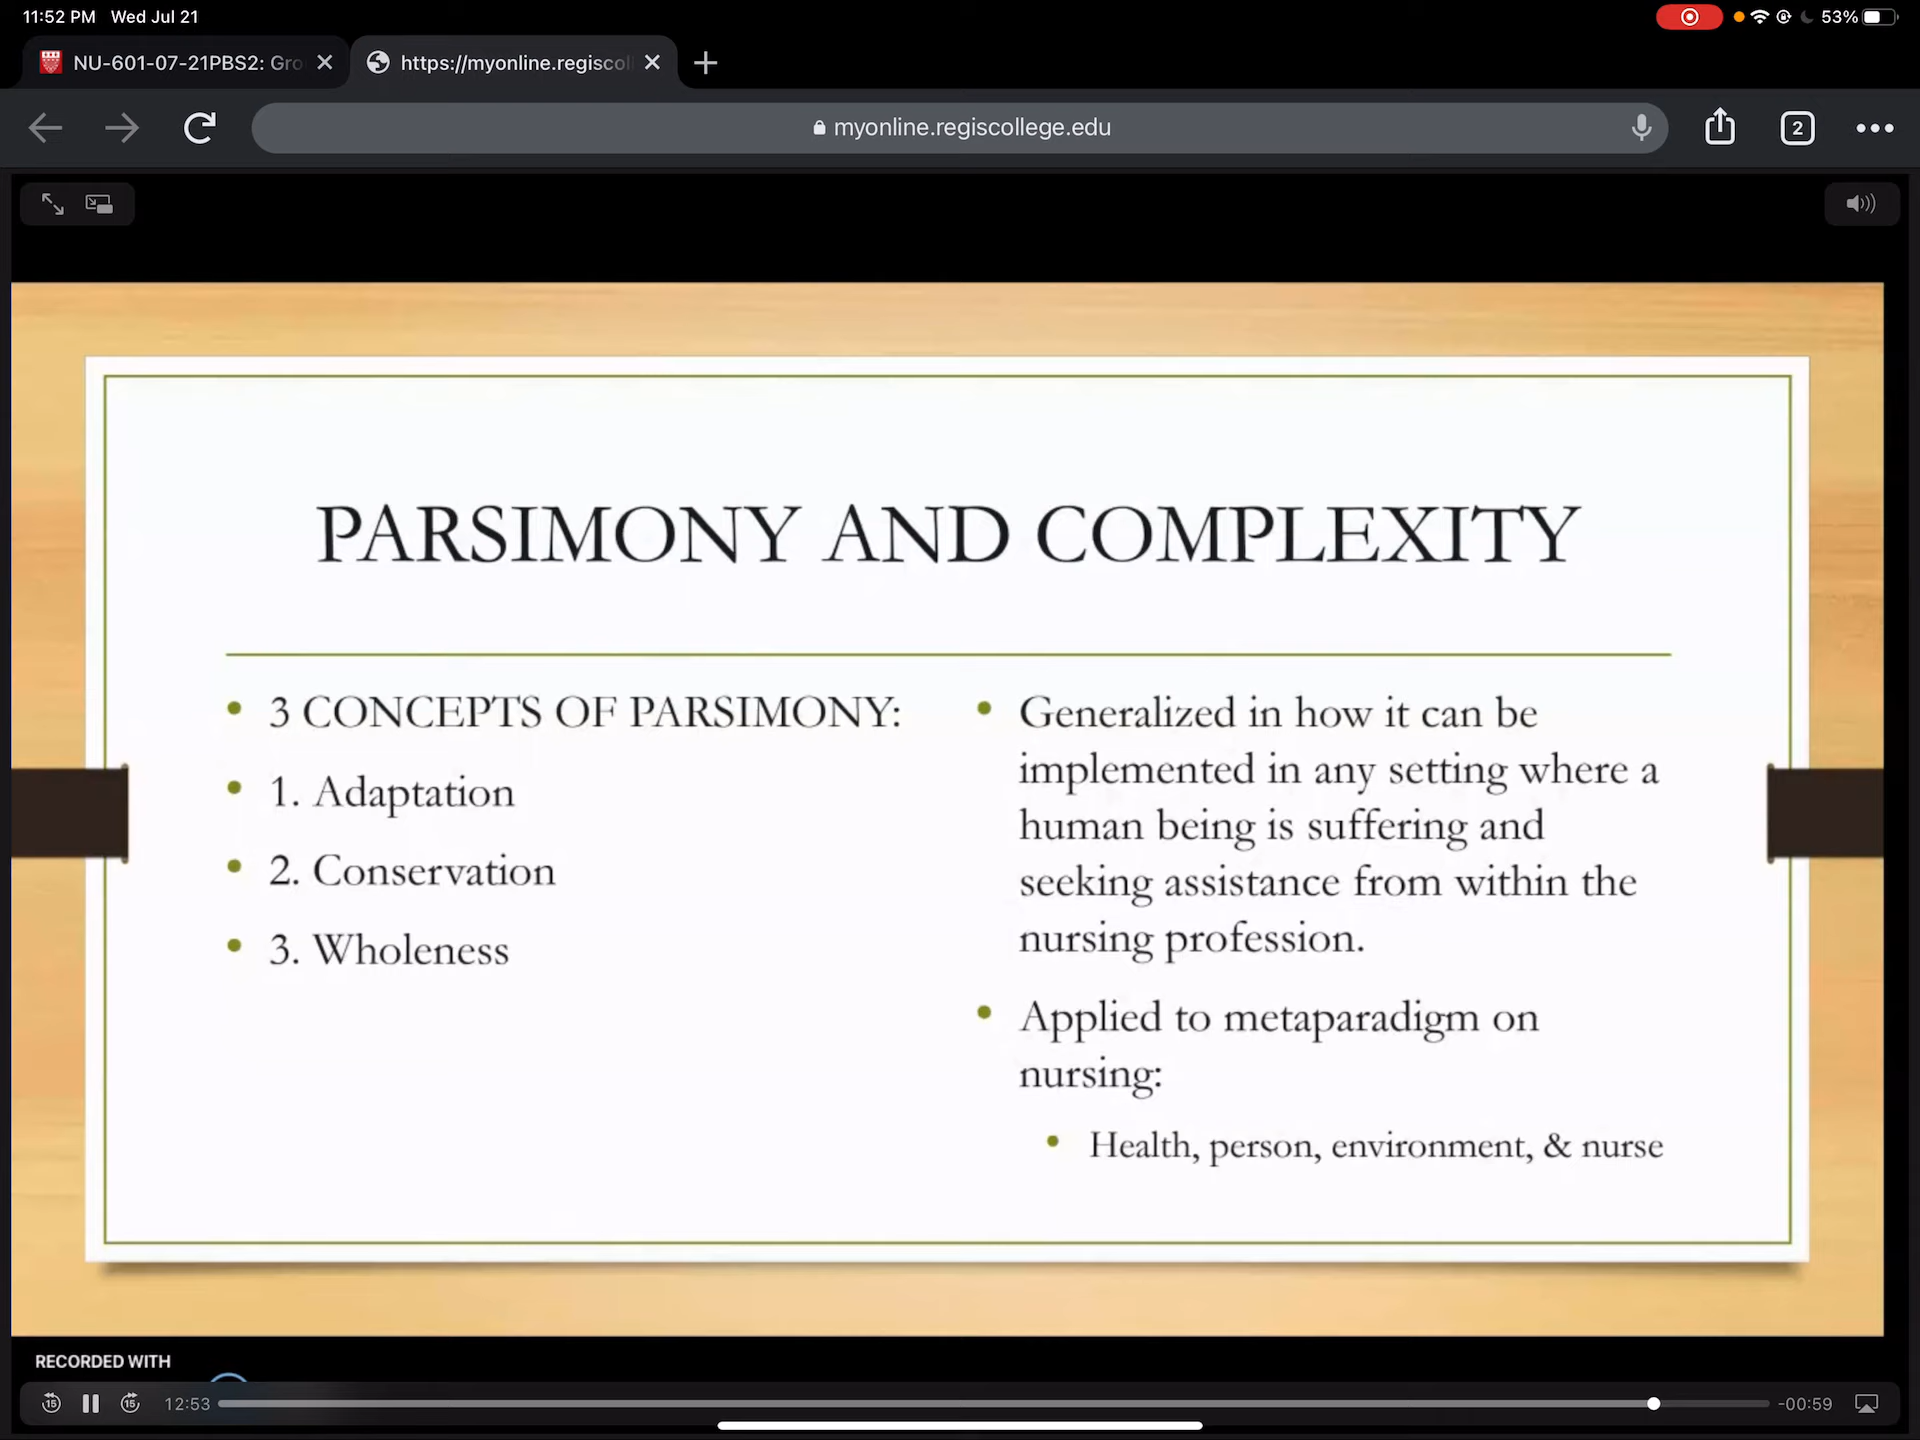 11:52 PM Wed Jul 21
53%
NU-601-07-21PBS2: Gro
https://myonline.regiscol
myonline.regiscollege.edu
2
PARSIMONY AND COMPLEXITY
3 CONCEPTS OF PARSIMONY:
1. Adaptation
2. Conservation
3. Wholeness
Generalized in how it can be
implemented in any setting where a
human being is suffering and
seeking assistance from within the
nursing profession.
Applied to metaparadigm on
nursing:
Health, person, environment, & nurse
RECORDED WITH
15
15
12:53
-00:59